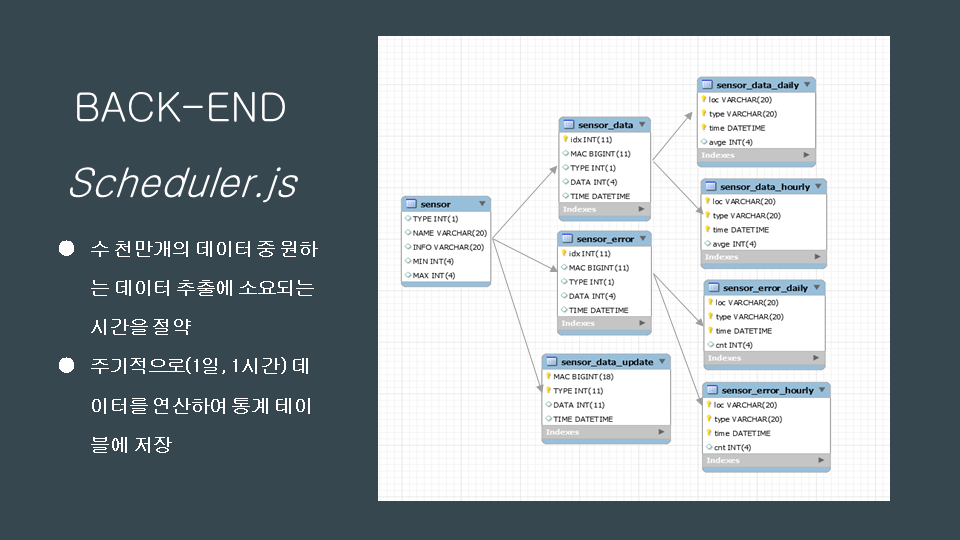 BACK-END
Scheduler.js
● 수 천만개의 데이터 중 원하
는 데이터 추출에 소요되는
시간을 절약
● 주기적으로(1일, 1시간) 데
이터를 연산하여 통계 테이
블에 저장
sensor
TYPE INT(1)
NAME VARCHAR(20)
INFO VARCHAR(20)
MIN INT(4)
MAX INT(4)
sensor_data
idx INT(11)
MAC BIGINT(11)
TYPE INT(1)
DATA INT(4)
TIME DATETIME
Indexes
sensor_error
idx INT(11)
MAC BIGINT(11)
TYPE INT(1)
DATA INT(4)
TIME DATETIME
Indexes
sensor_data_update
MAC BIGINT(18)
TYPE INT(11)
DATA INT(11)
TIME DATETIME
Indexes
sensor_data_daily
loc VARCHAR(20)
type VARCHAR(20)
time DATETIME
avge INT(4)
Indexes
sensor_data_hourly
loc VARCHAR(20)
type VARCHAR(20)
time DATETIME
avge INT(4)
Indexes
sensor_error_daily
loc VARCHAR(20)
type VARCHAR(20)
time DATETIME
cnt INT(4)
Indexes
sensor_error_hourly
loc VARCHAR(20)
type VARCHAR(20)
time DATETIME
cnt INT(4)
Indexes